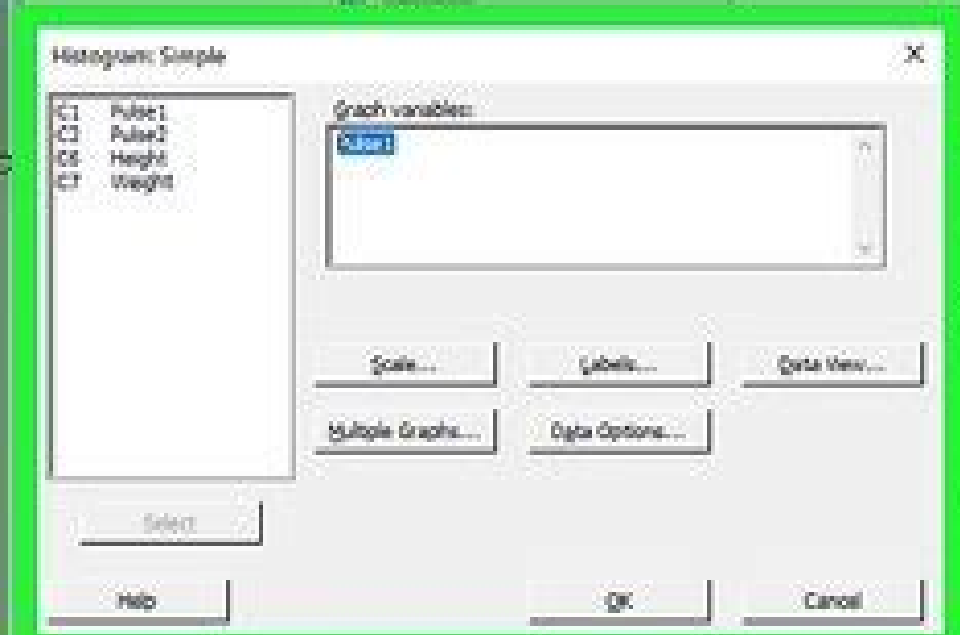 Histogram: Simple
C1 Pulse1
C2 Pulse2
C6 Height
C7 Weight
Graph variables:
Pulse1
Scale...
Labels...
Data View...
Multiple Graphs...
Data Options...
Select
Help
OK
Cancel